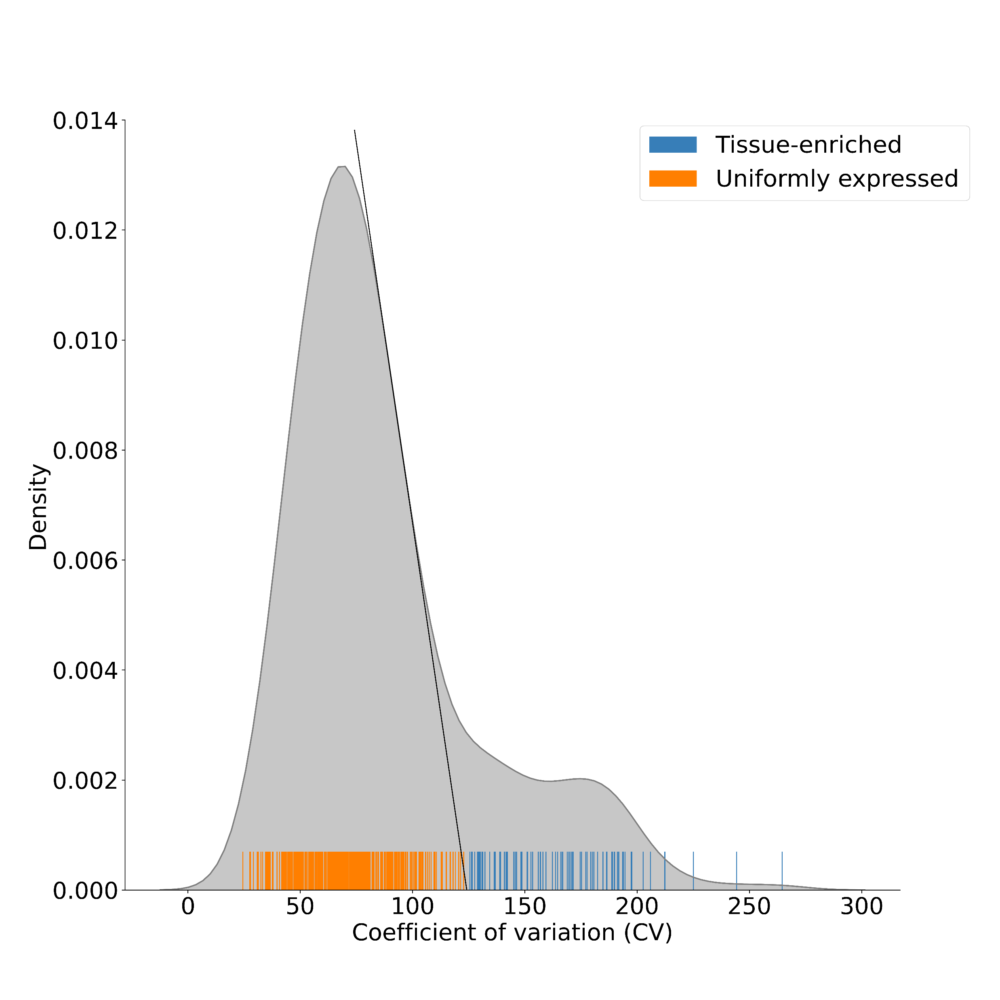 Tissue-enriched
Uniformly expressed
0.014
0.012
0.010
0.008
0.006
0.004
0.002
0.000
Density
0 50 100 150 200 250 300
Coefficient of variation (CV)